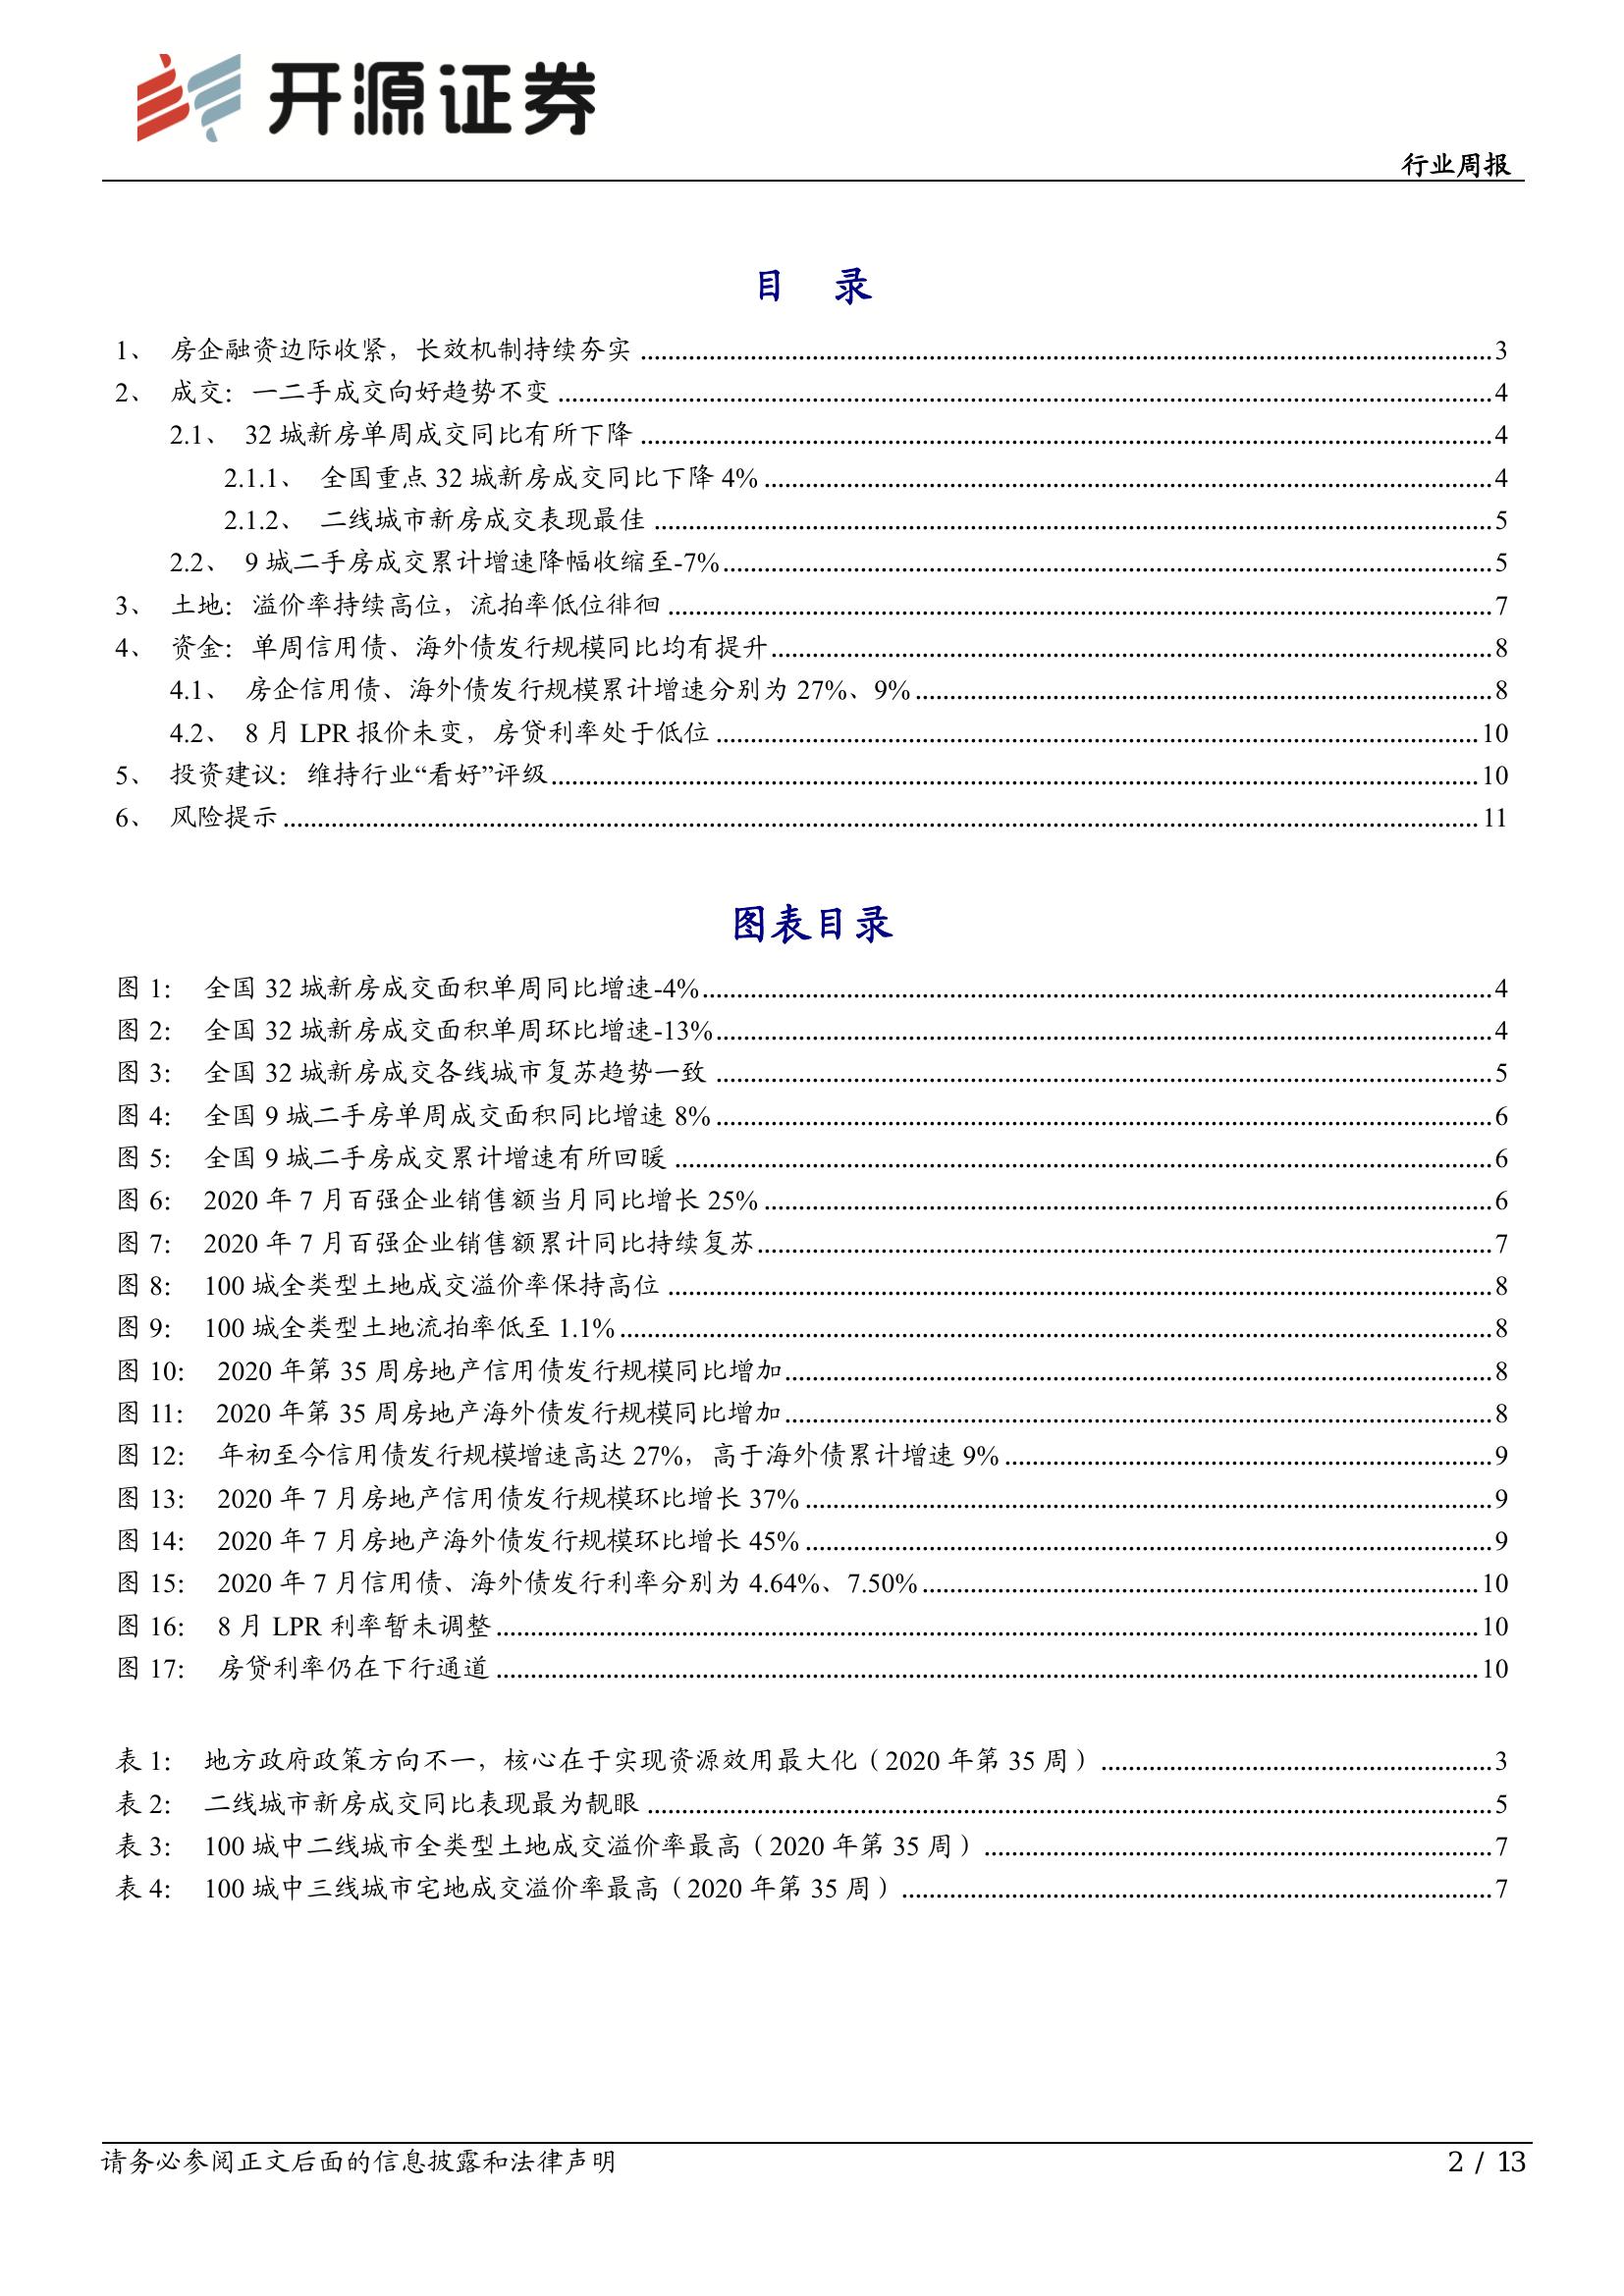 开源证券
行业周报
目 录
1、 房企融资边际收紧，长效机制持续夯实 ........ 3
2、 成交：一二手成交向好趋势不变 ........ 4
2.1、 32 城新房单周成交同比有所下降 ........ 4
2.1.1、 全国重点 32 城新房成交同比下降 4% ........ 4
2.1.2、 二线城市新房成交表现最佳 ........ 5
2.2、 9 城二手房成交累计增速降幅收缩至-7% ........ 5
3、 土地：溢价率持续高位，流拍率低位徘徊 ........ 7
4、 资金：单周信用债、海外债发行规模同比均有提升 ........ 8
4.1、 房企信用债、海外债发行规模累计增速分别为 27%、9% ........ 8
4.2、 8 月 LPR 报价未变，房贷利率处于低位 ........ 10
5、 投资建议：维持行业“看好”评级 ........ 10
6、 风险提示 ........ 11
图表目录
图 1： 全国 32 城新房成交面积单周同比增速-4% ........ 4
图 2： 全国 32 城新房成交面积单周环比增速-13% ........ 4
图 3： 全国 32 城新房成交各线城市复苏趋势一致 ........ 5
图 4： 全国 9 城二手房单周成交面积同比增速 8% ........ 6
图 5： 全国 9 城二手房成交累计增速有所回暖 ........ 6
图 6： 2020 年 7 月百强企业销售额当月同比增长 25% ........ 6
图 7： 2020 年 7 月百强企业销售额累计同比持续复苏 ........ 7
图 8： 100 城全类型土地成交溢价率保持高位 ........ 8
图 9： 100 城全类型土地流拍率低至 1.1% ........ 8
图 10： 2020 年第 35 周房地产信用债发行规模同比增加 ........ 8
图 11： 2020 年第 35 周房地产海外债发行规模同比增加 ........ 8
图 12： 年初至今信用债发行规模增速高达 27%，高于海外债累计增速 9% ........ 9
图 13： 2020 年 7 月房地产信用债发行规模环比增长 37% ........ 9
图 14： 2020 年 7 月房地产海外债发行规模环比增长 45% ........ 9
图 15： 2020 年 7 月信用债、海外债发行利率分别为 4.64%、7.50% ........ 10
图 16： 8 月 LPR 利率暂未调整 ........ 10
图 17： 房贷利率仍在下行通道 ........ 10
表 1： 地方政府政策方向不一，核心在于实现资源效用最大化（2020 年第 35 周） ........ 3
表 2： 二线城市新房成交同比表现最为靓眼 ........ 5
表 3： 100 城中二线城市全类型土地成交溢价率最高（2020 年第 35 周） ........ 7
表 4： 100 城中三线城市宅地成交溢价率最高（2020 年第 35 周） ........ 7
请务必参阅正文后面的信息披露和法律声明
2 / 13